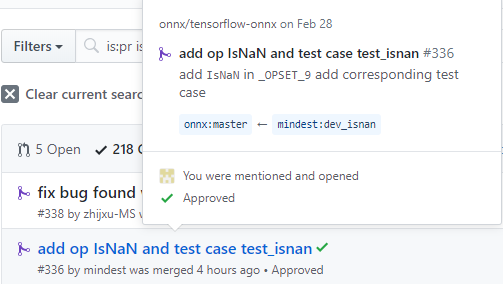 onnx/tensorflow-onnx on Feb 28
Filters
is:pr is
add op IsNaN and test case test_isnan #336
add IsNaN in _OPSET_9 add corresponding test
case
Clear current sear
onnx:master ← mindest:dev_isnan
5 Open
218
You were mentioned and opened
fix bug found
Approved
#338 by zhijxu-MS
add op IsNaN and test case test_isnan
#336 by mindest was merged 4 hours ago • Approved